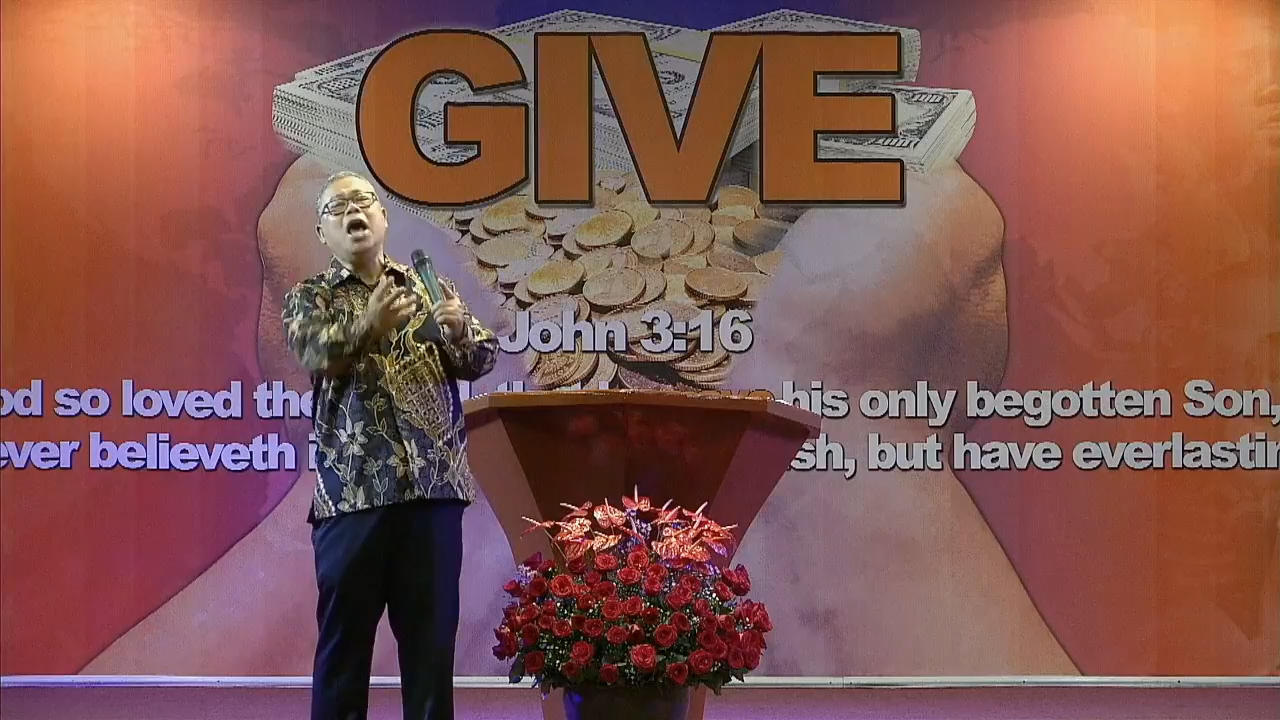 GIVE
John 3:16
od so loved the his only begotten Son,
ever believeth sh, but have everlastin